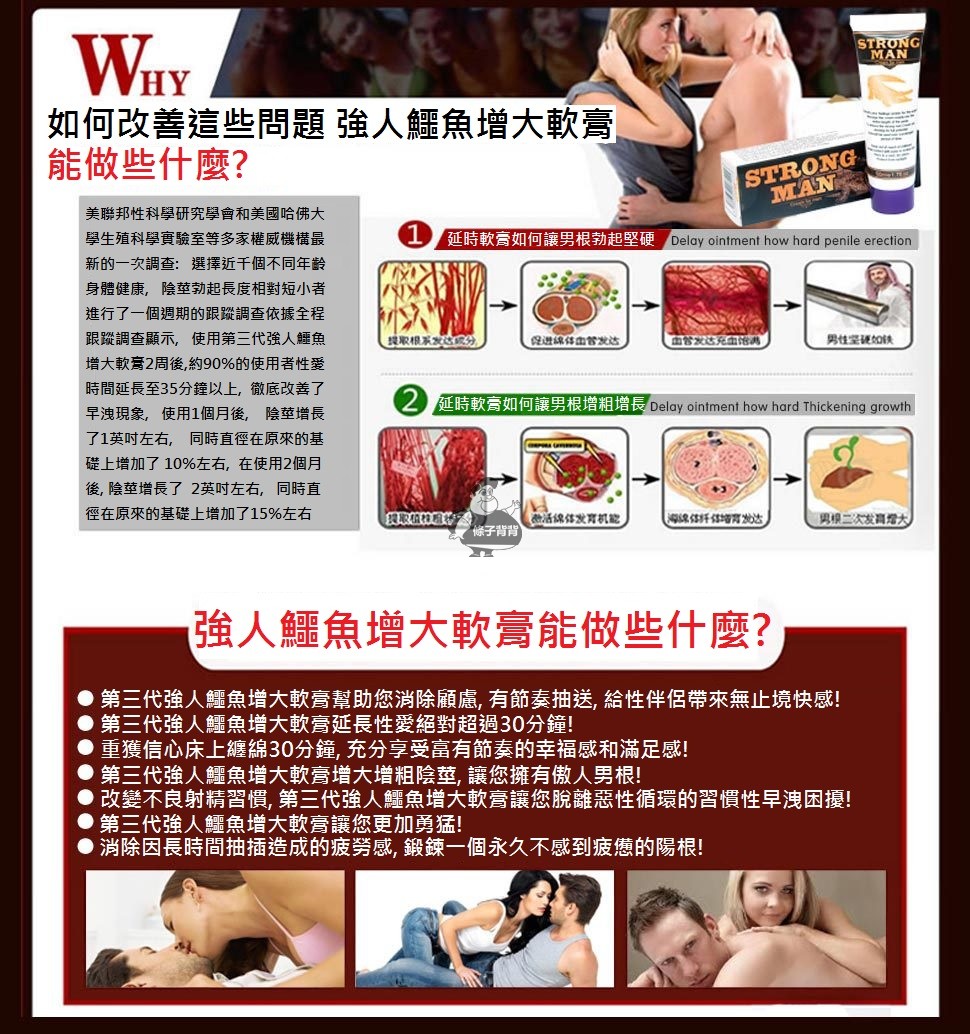 WHY
如何改善這些問題 強人鱷魚增大軟膏
能做些什麼?
STRONG
MAN
STRONG
MAN
美聯邦性科學研究學會和美國哈佛大
學生殖科學實驗室等多家權威機構最
新的一次調查: 選擇近千個不同年齡
身體健康, 陰莖勃起長度相對短小者
進行了一個週期的跟蹤調查依據全程
跟蹤調查顯示, 使用第三代強人鱷魚
增大軟膏2周後,約90%的使用者性愛
時間延長至35分鐘以上, 徹底改善了
早洩現象, 使用1個月後, 陰莖增長
了1英吋左右, 同時直徑在原來的基
礎上增加了 10%左右, 在使用2個月
後, 陰莖增長了 2英吋左右, 同時直
徑在原來的基礎上增加了15%左右
1 延時軟膏如何讓男根勃起堅硬 Delay ointment how hard penile erection
提取根系发达成分
促进绵体血管发达
血管发达充血饱满
男性坚硬如铁
2 延時軟膏如何讓男根增粗增長 Delay ointment how hard Thickening growth
CORPORA CAVERNOSA
提取植株粗壮
激活绵体发育机能
海绵体纤体增育发达
男根二次发育增大
條子背背
強人鱷魚增大軟膏能做些什麼?
● 第三代強人鱷魚增大軟膏幫助您消除顧慮, 有節奏抽送, 給性伴侶帶來無止境快感!
● 第三代強人鱷魚增大軟膏延長性愛絕對超過30分鐘!
● 重獲信心床上纏綿30分鐘, 充分享受富有節奏的幸福感和滿足感!
● 第三代強人鱷魚增大軟膏增大增粗陰莖, 讓您擁有傲人男根!
● 改變不良射精習慣, 第三代強人鱷魚增大軟膏讓您脫離惡性循環的習慣性早洩困擾!
● 第三代強人鱷魚增大軟膏讓您更加勇猛!
● 消除因長時間抽插造成的疲勞感, 鍛鍊一個永久不感到疲憊的陽根!